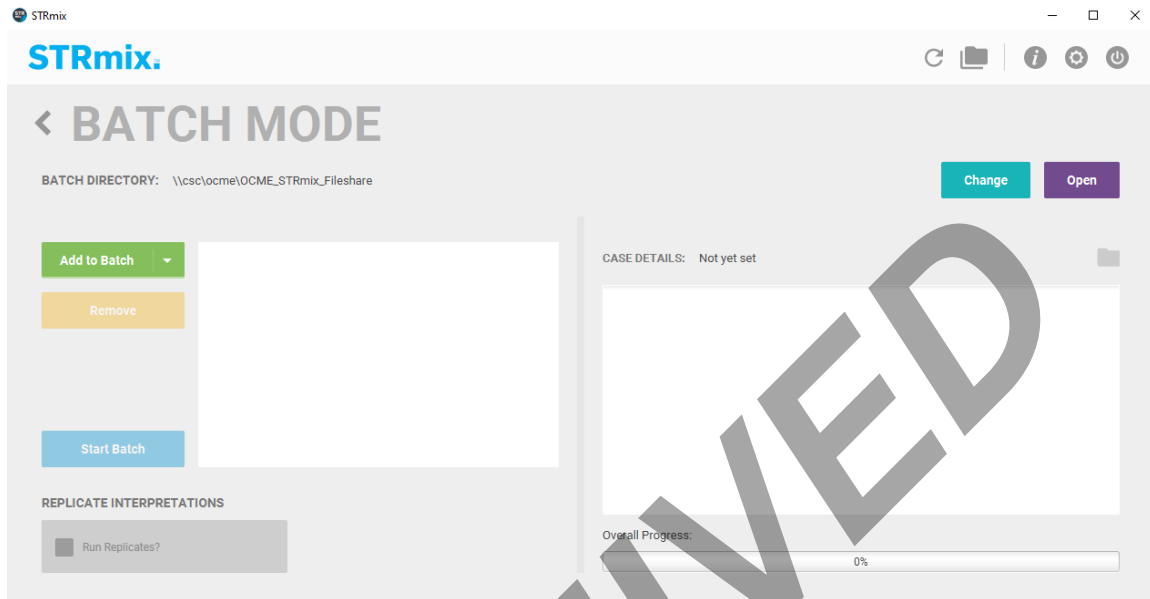 STRmix
STRmix
BATCH MODE
BATCH DIRECTORY: \\csc\ocme\OCME_STRmix_Fileshare
Change
Open
Add to Batch
Remove
Start Batch
REPLICATE INTERPRETATIONS
Run Replicates?
CASE DETAILS: Not yet set
Overall Progress:
0%
VED